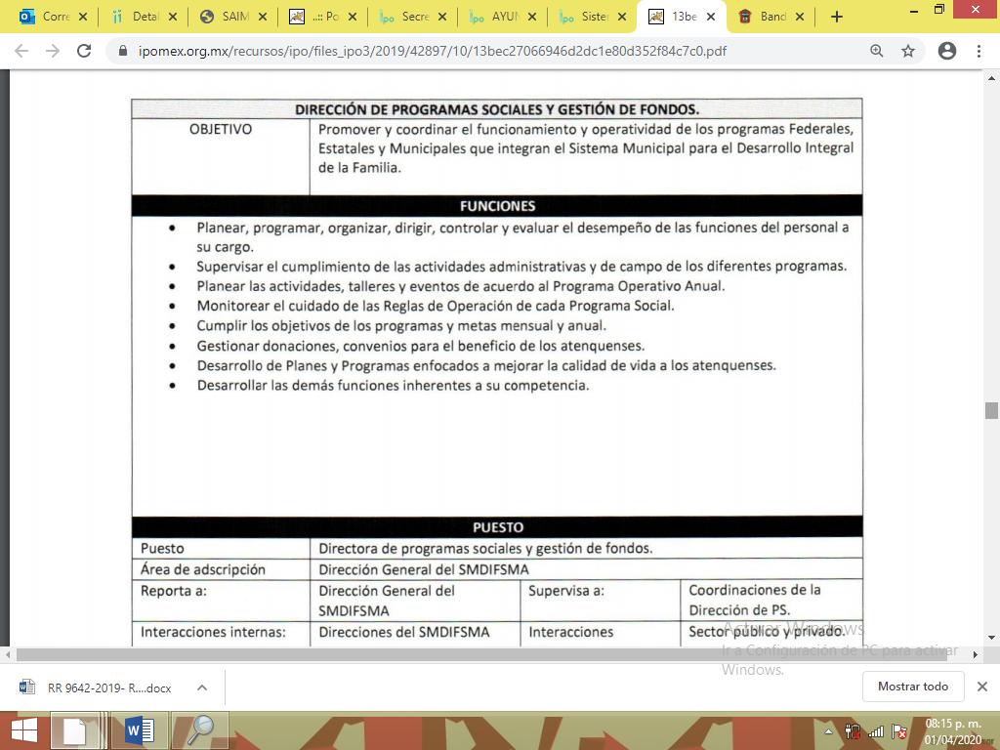 Corre
Detal
SAIM
..:: Po
Secre
AYUN
Sister
13be
Band
ipomex.org.mx/recursos/ipo/files_ipo3/2019/42897/10/13bec27066946d2dc1e80d352f84c7c0.pdf
DIRECCIÓN DE PROGRAMAS SOCIALES Y GESTIÓN DE FONDOS.
OBJETIVO
Promover y coordinar el funcionamiento y operatividad de los programas Federales,
Estatales y Municipales que integran el Sistema Municipal para el Desarrollo Integral
de la Familia.
FUNCIONES
• Planear, programar, organizar, dirigir, controlar y evaluar el desempeño de las funciones del personal a
su cargo.
• Supervisar el cumplimiento de las actividades administrativas y de campo de los diferentes programas.
• Planear las actividades, talleres y eventos de acuerdo al Programa Operativo Anual.
• Monitorear el cuidado de las Reglas de Operación de cada Programa Social.
• Cumplir los objetivos de los programas y metas mensual y anual.
• Gestionar donaciones, convenios para el beneficio de los atenquenses.
• Desarrollo de Planes y Programas enfocados a mejorar la calidad de vida a los atenquenses.
• Desarrollar las demás funciones inherentes a su competencia.
PUESTO
Puesto
Directora de programas sociales y gestión de fondos.
Área de adscripción
Dirección General del SMDIFSMA
Reporta a:
Dirección General del
SMDIFSMA
Supervisa a:
Coordinaciones de la
Dirección de PS.
Interacciones internas:
Direcciones del SMDIFSMA
Interacciones
Sector público y privado.
Activar Windows
Ir a Configuración de PC para activar
Windows.
RR 9642-2019- R....docx
Mostrar todo
08:15 p. m.
01/04/2020